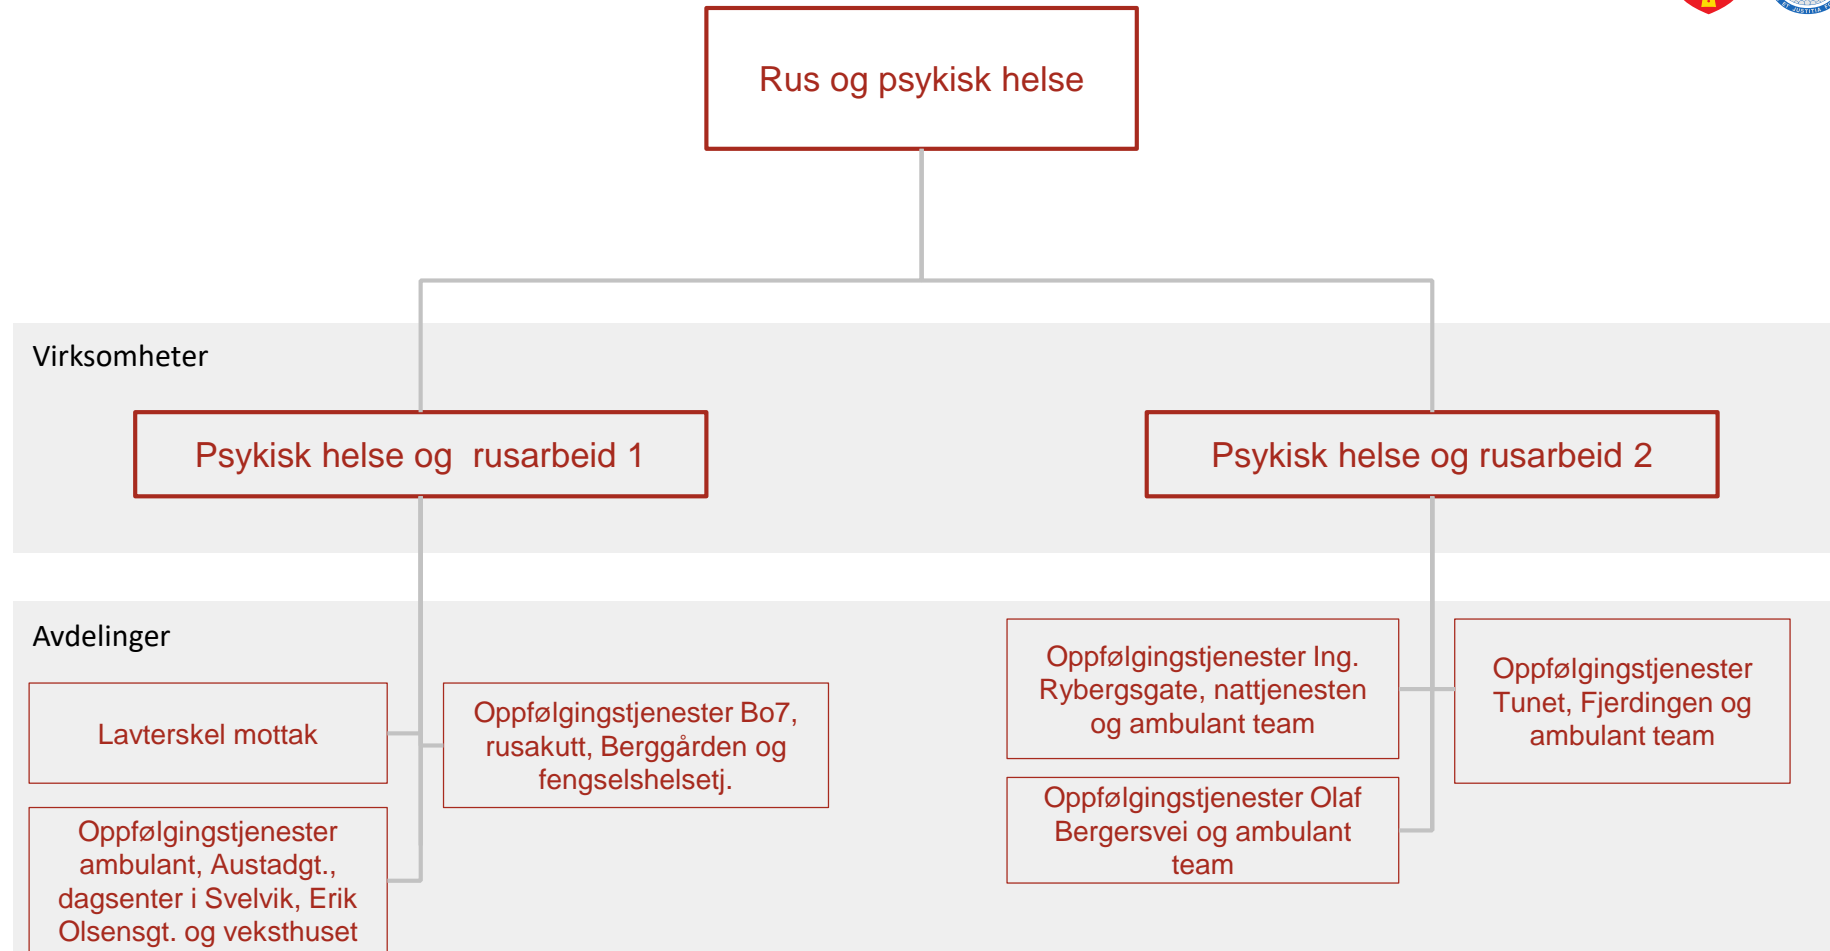 ET JUSTITIA
Rus og psykisk helse
Virksomheter
Psykisk helse og rusarbeid 1
Psykisk helse og rusarbeid 2
Avdelinger
Lavterskel mottak
Oppfølgingstjenester Bo7,
rusakutt, Berggården og
fengselshelsetj.
Oppfølgingstjenester
ambulant, Austadgt.,
dagsenter i Svelvik, Erik
Olsensgt. og veksthuset
Oppfølgingstjenester Ing.
Rybergsgate, nattjenesten
og ambulant team
Oppfølgingstjenester
Tunet, Fjerdingen og
ambulant team
Oppfølgingstjenester Olaf
Bergersvei og ambulant
team